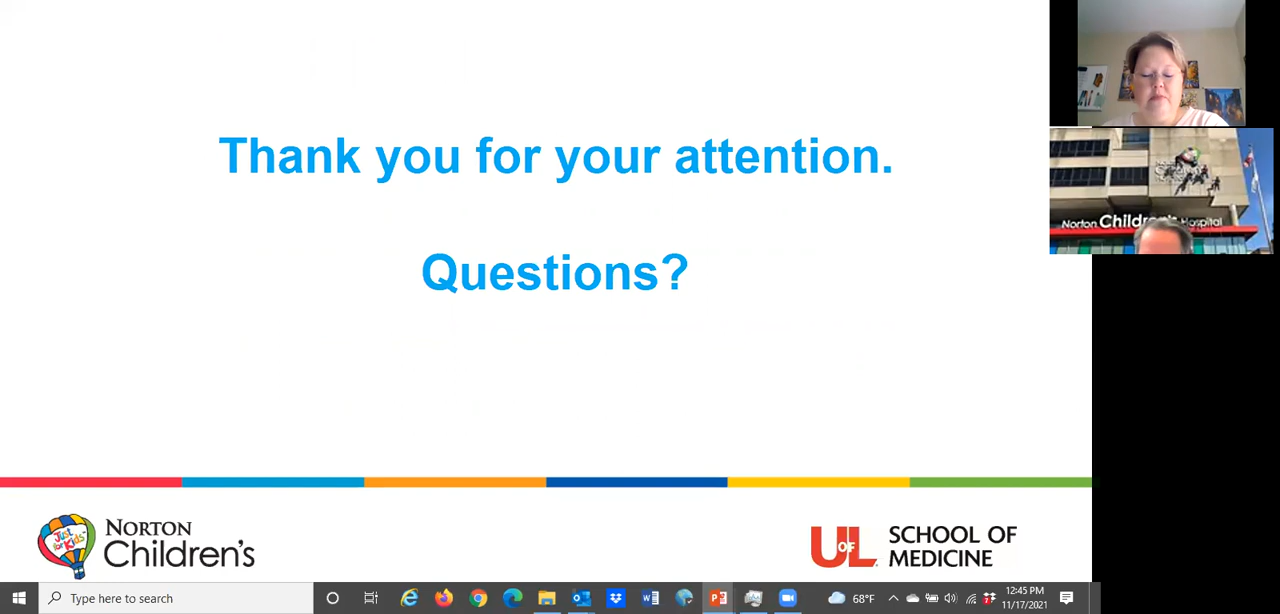 Thank you for your attention.
Questions?
Norton Children's Hospital
Just
for Kids
NORTON
Children's
U OF L
SCHOOL OF
MEDICINE
Type here to search
68°F
12:45 PM
11/17/2021